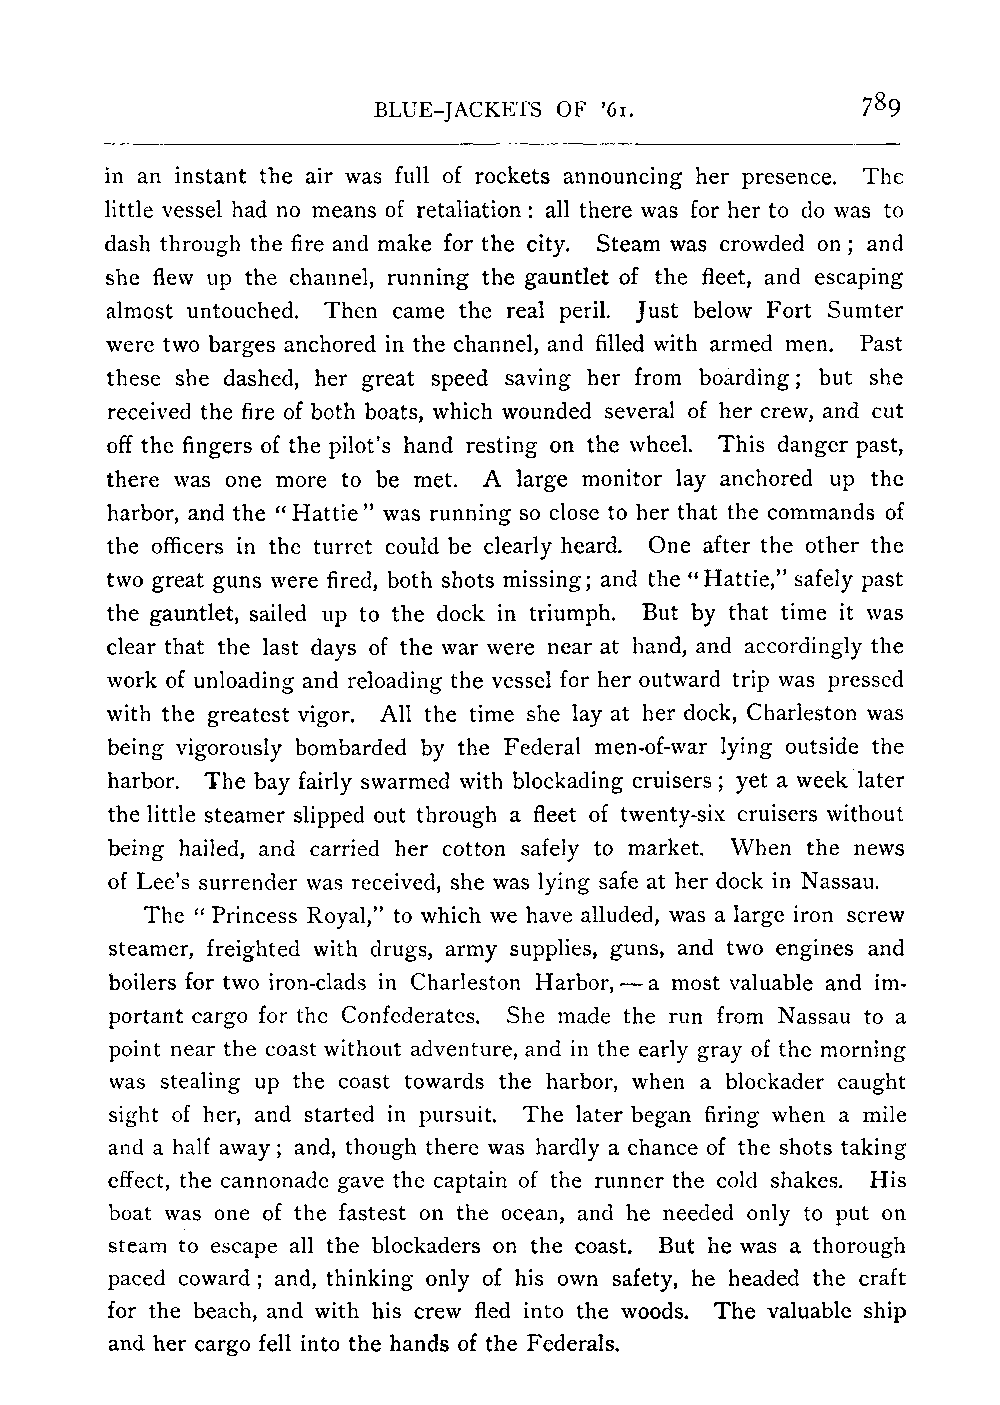 BLUE-JACKETS OF '61. 789
in an instant the air was full of rockets announcing her presence. The
little vessel had no means of retaliation: all there was for her to do was to
dash through the fire and make for the city. Steam was crowded on; and
she flew up the channel, running the gauntlet of the fleet, and escaping
almost untouched. Then came the real peril. Just below Fort Sumter
were two barges anchored in the channel, and filled with armed men. Past
these she dashed, her great speed saving her from boarding; but she
received the fire of both boats, which wounded several of her crew, and cut
off the fingers of the pilot's hand resting on the wheel. This danger past,
there was one more to be met. A large monitor lay anchored up the
harbor, and the "Hattie" was running so close to her that the commands of
the officers in the turret could be clearly heard. One after the other the
two great guns were fired, both shots missing; and the "Hattie," safely past
the gauntlet, sailed up to the dock in triumph. But by that time it was
clear that the last days of the war were near at hand, and accordingly the
work of unloading and reloading the vessel for her outward trip was pressed
with the greatest vigor. All the time she lay at her dock, Charleston was
being vigorously bombarded by the Federal men-of-war lying outside the
harbor. The bay fairly swarmed with blockading cruisers; yet a week later
the little steamer slipped out through a fleet of twenty-six cruisers without
being hailed, and carried her cotton safely to market. When the news
of Lee's surrender was received, she was lying safe at her dock in Nassau.
The "Princess Royal," to which we have alluded, was a large iron screw
steamer, freighted with drugs, army supplies, guns, and two engines and
boilers for two iron-clads in Charleston Harbor,—a most valuable and im-
portant cargo for the Confederates. She made the run from Nassau to a
point near the coast without adventure, and in the early gray of the morning
was stealing up the coast towards the harbor, when a blockader caught
sight of her, and started in pursuit. The later began firing when a mile
and a half away; and, though there was hardly a chance of the shots taking
effect, the cannonade gave the captain of the runner the cold shakes. His
boat was one of the fastest on the ocean, and he needed only to put on
steam to escape all the blockaders on the coast. But he was a thorough
paced coward; and, thinking only of his own safety, he headed the craft
for the beach, and with his crew fled into the woods. The valuable ship
and her cargo fell into the hands of the Federals.